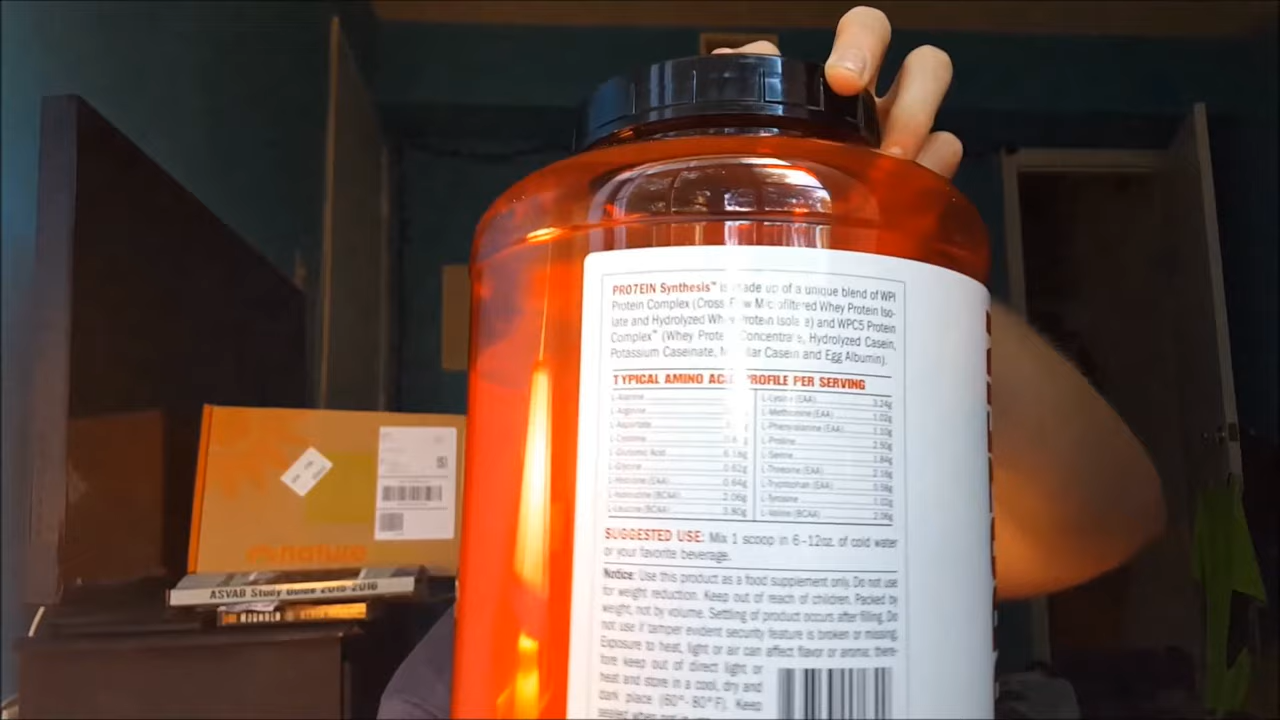 PROTEIN Synthesis™ is made up of a unique blend of WPI
Protein Complex (Cross Flow Microfiltered Whey Protein Iso-
late and Hydrolyzed Whey Protein Isolate) and WPC5 Protein
Complex™ (Whey Protein Concentrate, Hydrolyzed Casein,
Potassium Caseinate, Micellar Casein and Egg Albumin).
TYPICAL AMINO ACID PROFILE PER SERVING
L-Alanine
L-Arginine
L-Aspartate
L-Cystine
L-Glutamic Acid 6.16g
L-Glycine 0.62g
L-Histidine (EAA) 0.64g
L-Isoleucine (BCAA) 2.06g
L-Leucine (BCAA) 3.80g
L-Lysine (EAA) 3.24g
L-Methionine (EAA) 1.02g
L-Phenylalanine (EAA) 1.10g
L-Proline 2.50g
L-Serine 1.84g
L-Threonine (EAA) 2.18g
L-Tryptophan (EAA) 0.56g
L-Tyrosine 1.02g
L-Valine (BCAA) 2.06g
SUGGESTED USE: Mix 1 scoop in 6-12oz. of cold water
or your favorite beverage.
Notice: Use this product as a food supplement only. Do not use
for weight reduction. Keep out of reach of children. Packed by
weight, not by volume. Settling of product occurs after filling. Do
not use if tamper evident security feature is broken or missing.
Exposure to heat, light or air can affect flavor or aroma, there-
fore keep out of direct light or
heat and store in a cool, dry and
dark place (60°-80°F). Keep
sealed when not in
nature
ASVAB Study Guide 2015-2016